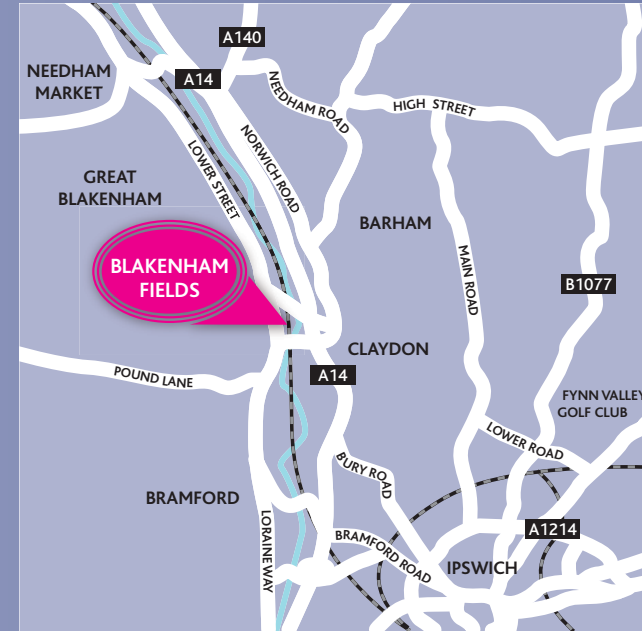 A140
NEEDHAM
MARKET
A14
NEEDHAM ROAD
HIGH STREET
NORWICH ROAD
LOWER STREET
GREAT
BLAKENHAM
BARHAM
BLAKENHAM
FIELDS
MAIN ROAD
B1077
CLAYDON
POUND LANE
A14
FYNN VALLEY
GOLF CLUB
LOWER ROAD
BURY ROAD
BRAMFORD
LORAINE WAY
BRAMFORD ROAD
A1214
IPSWICH